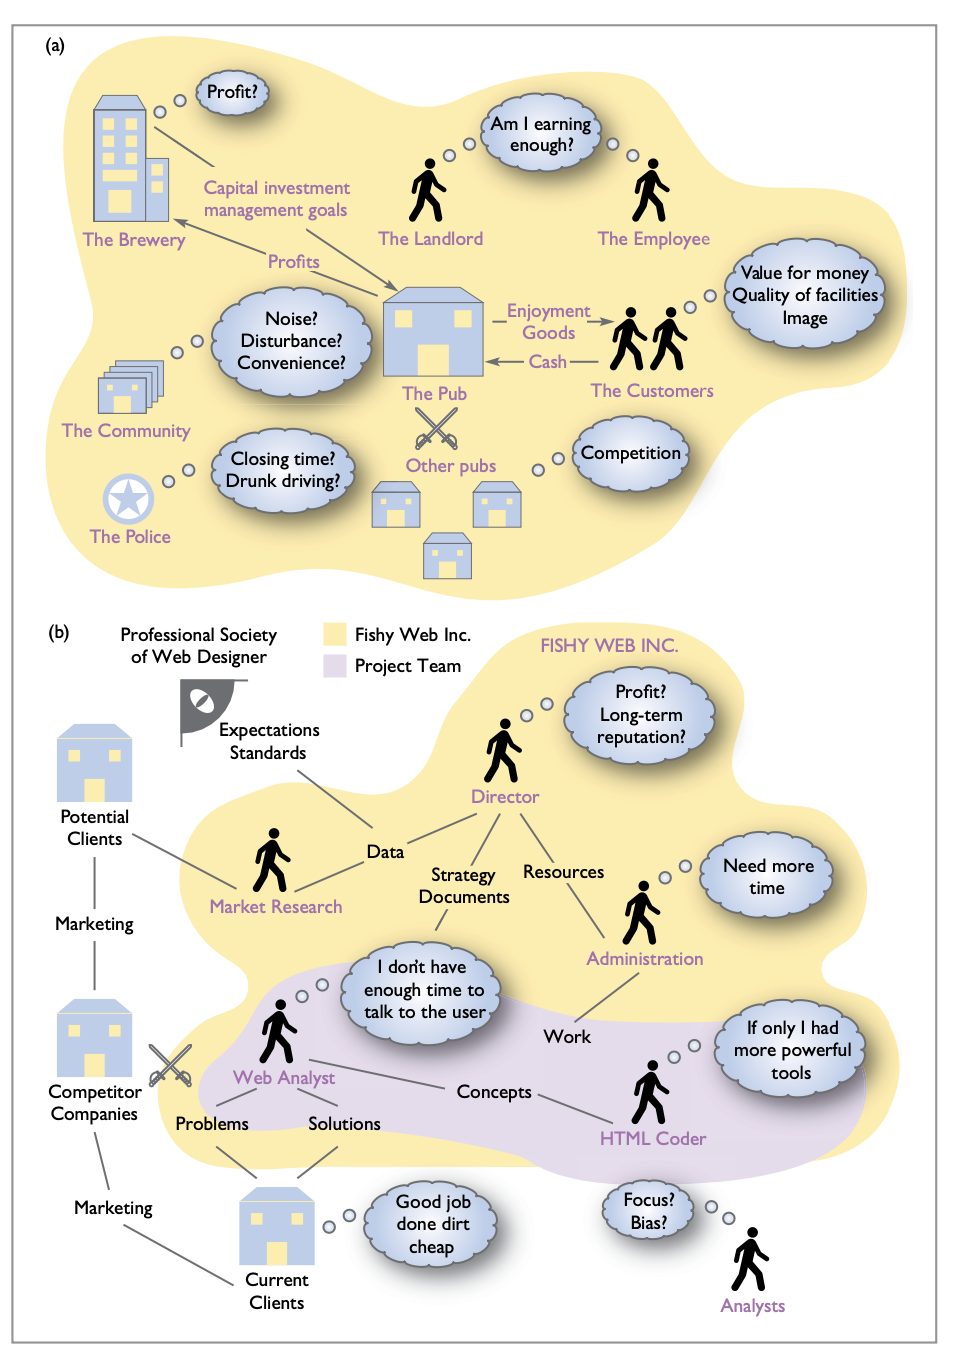 (a)
Profit?
Am I earning
enough?
Capital investment
management goals
The Brewery
The Landlord
The Employee
Profits
Value for money
Quality of facilities
Image
Noise?
Disturbance?
Convenience?
Enjoyment
Goods
Cash
The Pub
The Customers
The Community
Closing time?
Drunk driving?
Competition
Other pubs
The Police
(b)
Professional Society
of Web Designer
Fishy Web Inc.
Project Team
FISHY WEB INC.
Profit?
Long-term
reputation?
Expectations
Standards
Director
Potential
Clients
Data
Strategy
Documents
Resources
Need more
time
Market Research
Marketing
Administration
I don't have
enough time to
talk to the user
Work
If only I had
more powerful
tools
Web Analyst
Competitor
Companies
Concepts
Problems
Solutions
HTML Coder
Marketing
Good job
done dirt
cheap
Focus?
Bias?
Current
Clients
Analysts